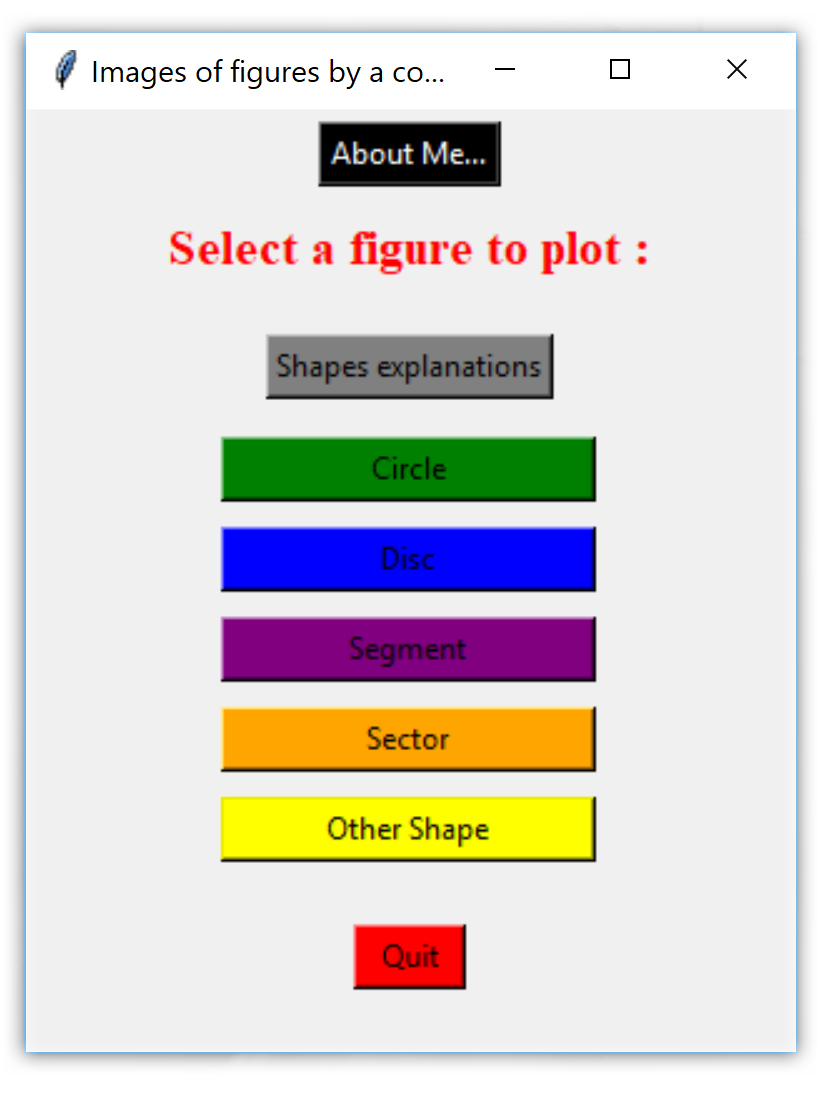 Images of figures by a co...
About Me...
Select a figure to plot :
Shapes explanations
Circle
Disc
Segment
Sector
Other Shape
Quit